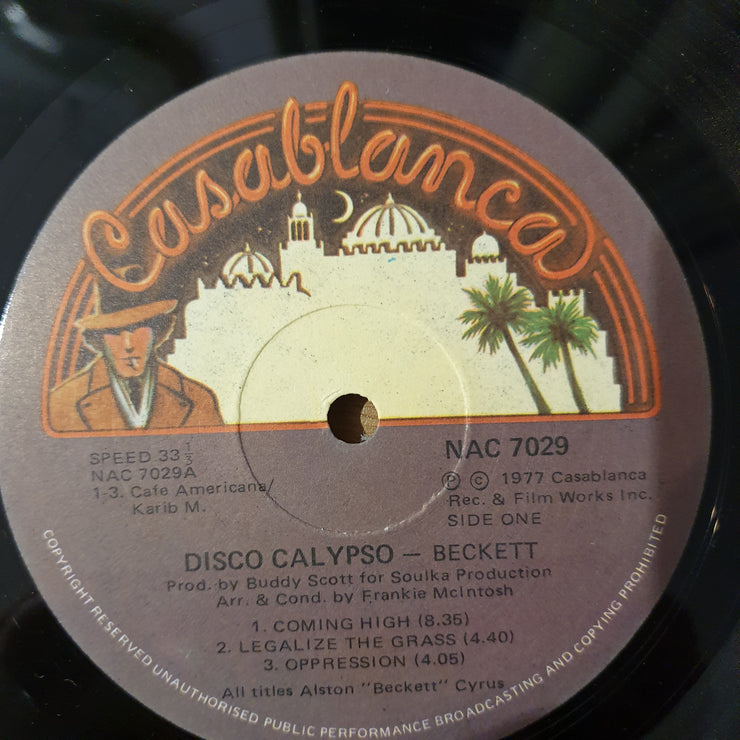 Casablanca
SPEED 33 1/3
NAC 7029A
1-3. Cafe Americana/
Karib M.
NAC 7029
Ⓟ © 1977 Casablanca
Rec. & Film Works Inc.
SIDE ONE
DISCO CALYPSO — BECKETT
Prod. by Buddy Scott for Soulka Production
Arr. & Cond. by Frankie McIntosh
1. COMING HIGH (8.35)
2. LEGALIZE THE GRASS (4.40)
3. OPPRESSION (4.05)
All titles Alston "Beckett" Cyrus
COPYRIGHT RESERVED UNAUTHORISED PUBLIC PERFORMANCE BROADCASTING AND COPYING PROHIBITED